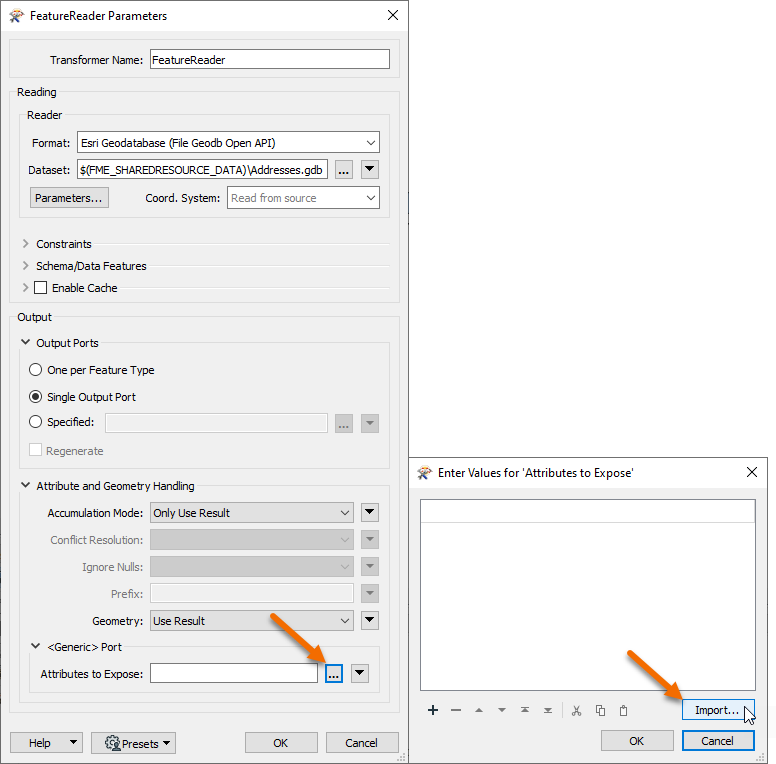 FeatureReader Parameters
Transformer Name: FeatureReader
Reading
Reader
Format: Esri Geodatabase (File Geodb Open API)
Dataset: $(FME_SHAREDRESOURCE_DATA)\Addresses.gdb ...
Parameters... Coord. System: Read from source
Constraints
Schema/Data Features
Enable Cache
Output
Output Ports
One per Feature Type
Single Output Port
Specified: ...
Regenerate
Attribute and Geometry Handling
Accumulation Mode: Only Use Result
Conflict Resolution:
Ignore Nulls:
Prefix:
Geometry: Use Result
<Generic> Port
Attributes to Expose: ...
Help Presets OK Cancel
Enter Values for 'Attributes to Expose'
Import...
OK Cancel